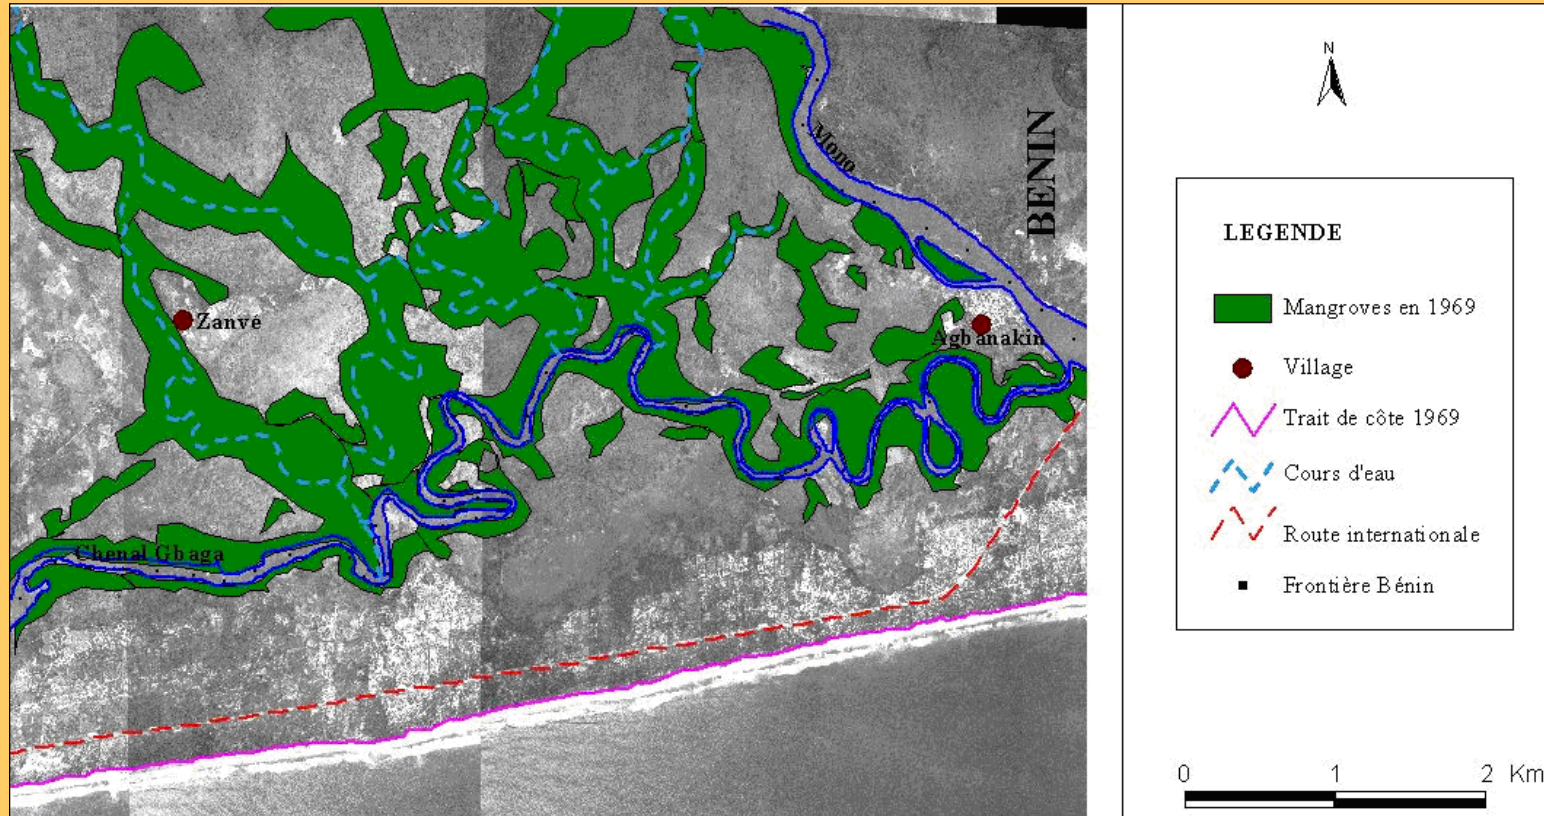 Mono
BENIN
Zanvé
Agbanakin
Chenal Gbaga
N
LEGENDE
Mangroves en 1969
Village
Trait de côte 1969
Cours d'eau
Route internationale
Frontière Bénin
0 1 2 Km